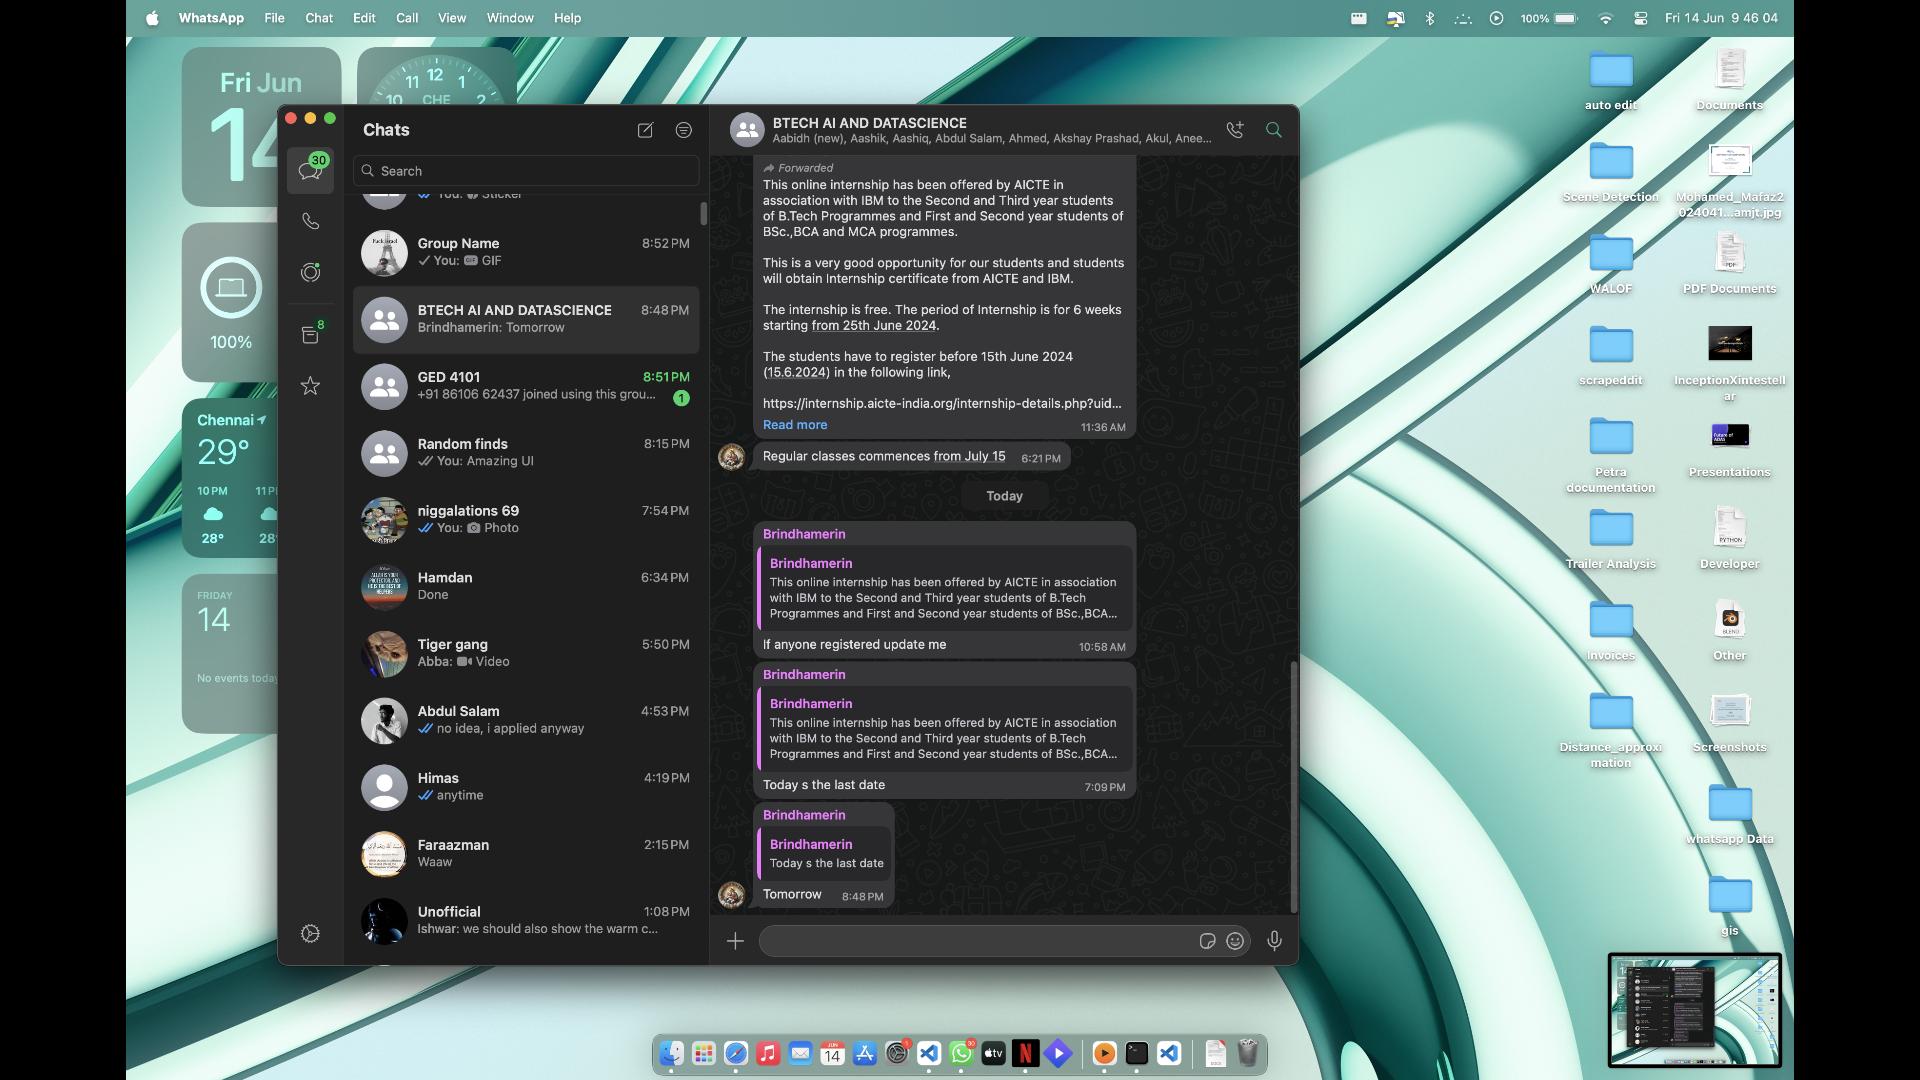 WhatsApp File Chat Edit Call View Window Help
100% Fri 14 Jun 9 46 04
Fri Jun
14
11 12 1
10 CHE 2
100%
Chennai
29°
10 PM 11 P
28° 28
FRIDAY
14
No events today
30
8
Chats
Search
You: Sticker
Group Name 8:52 PM
You: GIF GIF
BTECH AI AND DATASCIENCE 8:48 PM
Brindhamerin: Tomorrow
GED 4101 8:51 PM
+91 86106 62437 joined using this grou... 1
Random finds 8:15 PM
You: Amazing UI
niggalations 69 7:54 PM
You: Photo
Hamdan 6:34 PM
Done
Tiger gang 5:50 PM
Abba: Video
Abdul Salam 4:53 PM
no idea, i applied anyway
Himas 4:19 PM
anytime
Faraazman 2:15 PM
Waaw
Unofficial 1:08 PM
Ishwar: we should also show the warm c...
BTECH AI AND DATASCIENCE
Aabidh (new), Aashik, Aashiq, Abdul Salam, Ahmed, Akshay Prashad, Akul, Anee...
Forwarded
This online internship has been offered by AICTE in
association with IBM to the Second and Third year students
of B.Tech Programmes and First and Second year students of
BSc.,BCA and MCA programmes.
This is a very good opportunity for our students and students
will obtain Internship certificate from AICTE and IBM.
The internship is free. The period of Internship is for 6 weeks
starting from 25th June 2024.
The students have to register before 15th June 2024
(15.6.2024) in the following link,
https://internship.aicte-india.org/internship-details.php?uid...
Read more 11:36 AM
Regular classes commences from July 15 6:21 PM
Today
Brindhamerin
Brindhamerin
This online internship has been offered by AICTE in association
with IBM to the Second and Third year students of B.Tech
Programmes and First and Second year students of BSc.,BCA...
If anyone registered update me 10:58 AM
Brindhamerin
Brindhamerin
This online internship has been offered by AICTE in association
with IBM to the Second and Third year students of B.Tech
Programmes and First and Second year students of BSc.,BCA...
Today s the last date 7:09 PM
Brindhamerin
Brindhamerin
Today s the last date
Tomorrow 8:48 PM
auto edit
Documents
Scene Detection
Mohamed_Mafaz2
024041...amjt.jpg
WALOF
PDF
PDF Documents
scrapeddit
InceptionXintestell
ar
Petra
documentation
Presentations
Trailer Analysis
PYTHON
Developer
Invoices
BLEND
Other
Distance_approxi
mation
Screenshots
whatsapp Data
gis
JUN
14
1
30
tv
N
DOCX